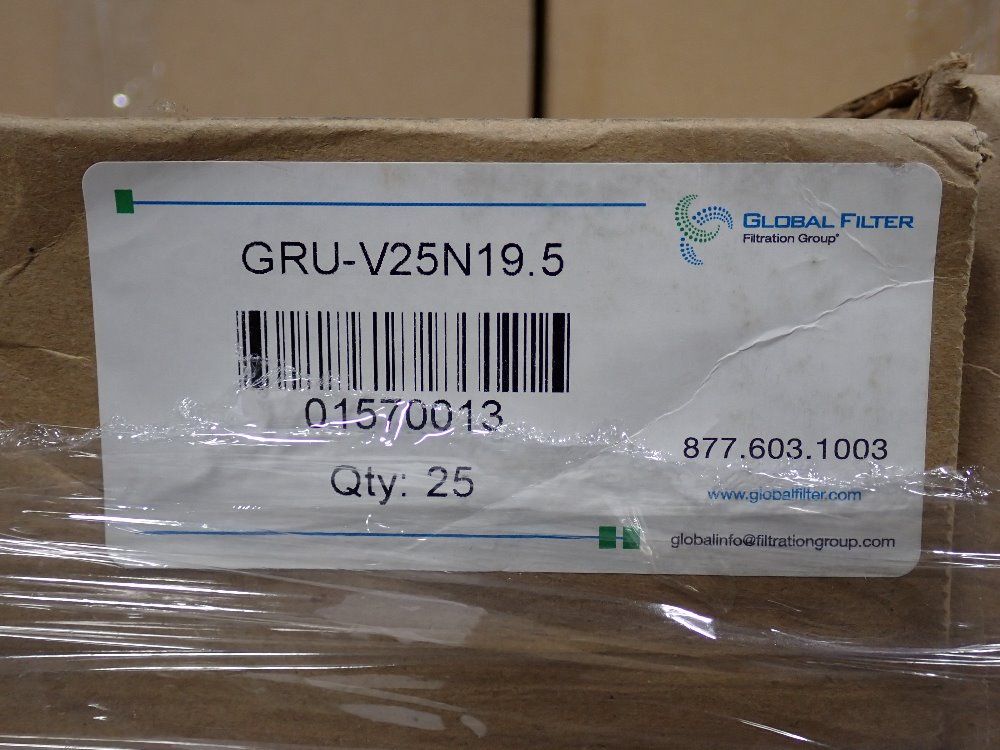 GLOBAL FILTER
Filtration Group®
GRU-V25N19.5
01570013
Qty: 25
877.603.1003
www.globalfilter.com
globalinfo@filtrationgroup.com